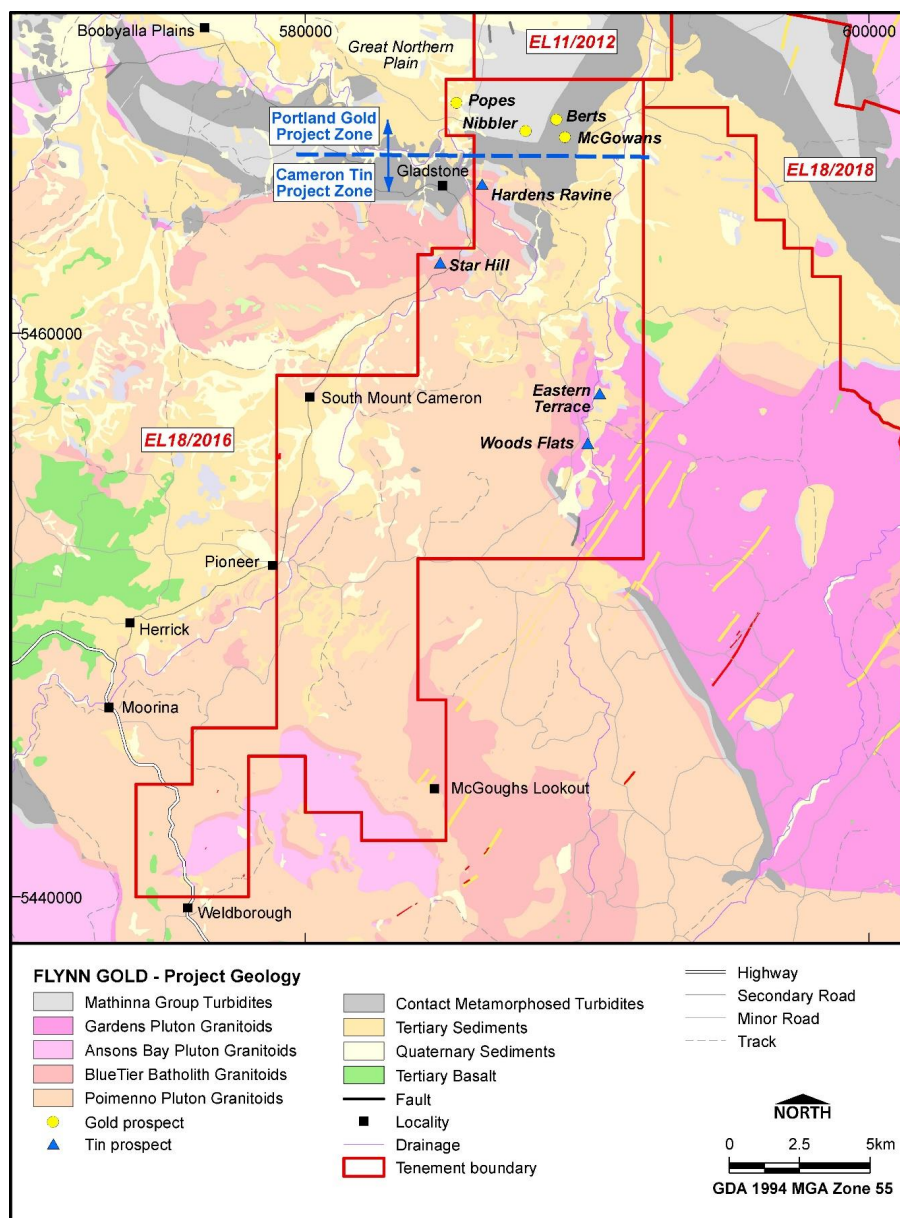 580000
600000
Boobyalla Plains
Great Northern
Plain
EL11/2012
Popes
Nibbler
Berts
McGowans
Portland Gold
Project Zone
Cameron Tin
Project Zone
Gladstone
Hardens Ravine
EL18/2018
Star Hill
5460000
South Mount Cameron
Eastern
Terrace
Woods Flats
EL18/2016
Pioneer
Herrick
Moorina
McGoughs Lookout
5440000
Weldborough
FLYNN GOLD - Project Geology
Mathinna Group Turbidites
Gardens Pluton Granitoids
Ansons Bay Pluton Granitoids
BlueTier Batholith Granitoids
Poimenno Pluton Granitoids
Gold prospect
Tin prospect
Contact Metamorphosed Turbidites
Tertiary Sediments
Quaternary Sediments
Tertiary Basalt
Fault
Locality
Drainage
Tenement boundary
Highway
Secondary Road
Minor Road
Track
NORTH
0 2.5 5km
GDA 1994 MGA Zone 55